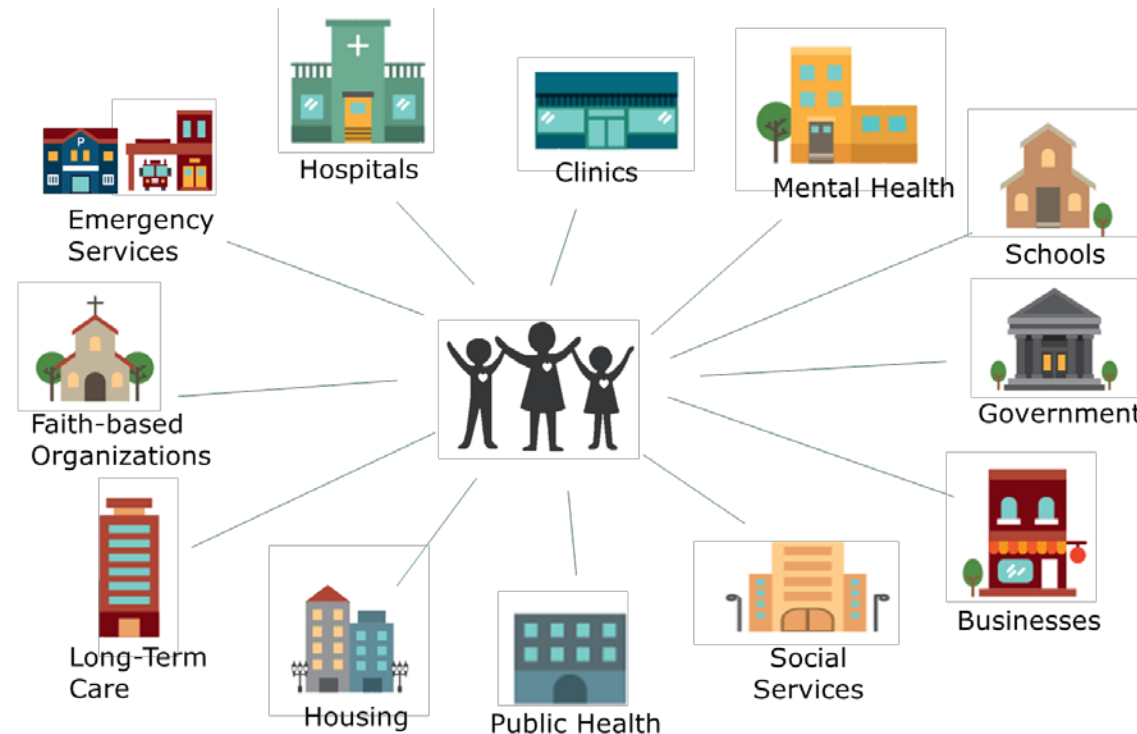 Hospitals
Clinics
Mental Health
P
Emergency
Services
Schools
Faith-based
Organizations
Government
Long-Term
Care
Housing
Public Health
Social
Services
Businesses